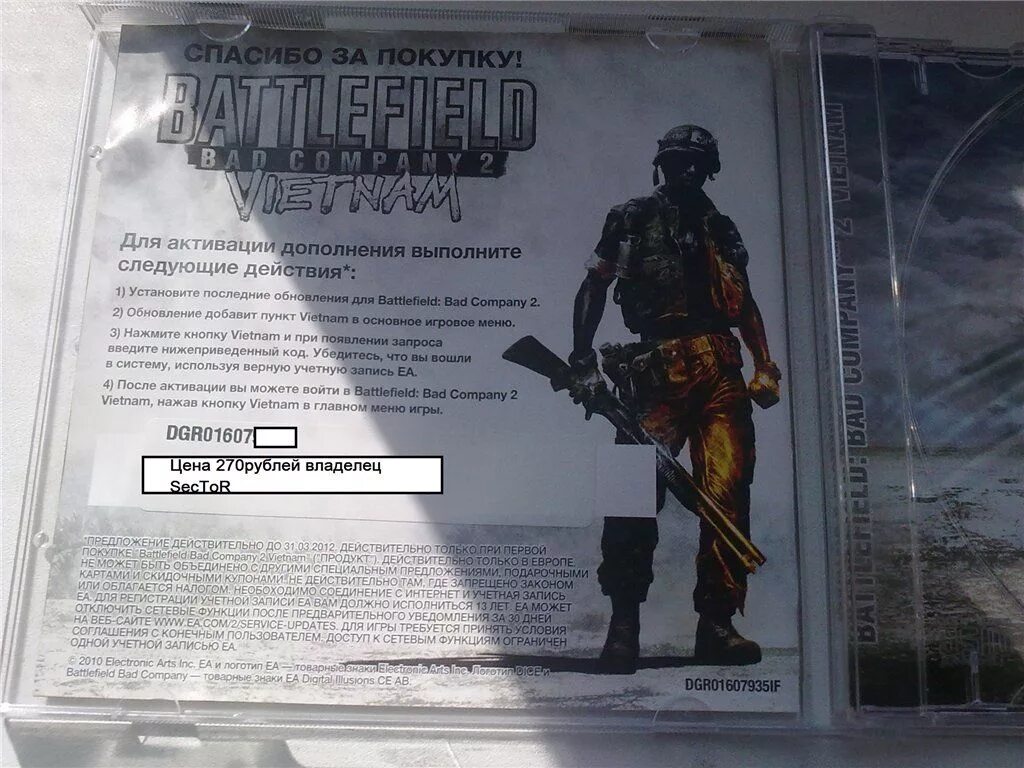 СПАСИБО ЗА ПОКУПКУ!
BATTLEFIELD
BAD COMPANY 2
VIETNAM
Для активации дополнения выполните
следующие действия*:
1) Установите последние обновления для Battlefield: Bad Company 2.
2) Обновление добавит пункт Vietnam в основное игровое меню.
3) Нажмите кнопку Vietnam и при появлении запроса
введите нижеприведенный код. Убедитесь, что вы вошли
в систему, используя верную учетную запись EA.
4) После активации вы можете войти в Battlefield: Bad Company 2
Vietnam, нажав кнопку Vietnam в главном меню игры.
DGR01607
Цена 270рублей владелец
SecToR
*ПРЕДЛОЖЕНИЕ ДЕЙСТВИТЕЛЬНО ДО 31.03.2012. ДЕЙСТВИТЕЛЬНО ТОЛЬКО ПРИ ПЕРВОЙ
ПОКУПКЕ "Battlefield Bad Company 2 Vietnam" ("ПРОДУКТ"). ДЕЙСТВИТЕЛЬНО ТОЛЬКО В ЕВРОПЕ.
НЕ МОЖЕТ БЫТЬ ОБЪЕДИНЕНО С ДРУГИМИ СПЕЦИАЛЬНЫМ ПРЕДЛОЖЕНИЯМИ, ПОДАРОЧНЫМИ
КАРТАМИ И СКИДОЧНЫМИ КУПОНАМИ. НЕ ДЕЙСТВИТЕЛЬНО ТАМ, ГДЕ ЗАПРЕЩЕНО ЗАКОНОМ
ИЛИ ОБЛАГАЕТСЯ НАЛОГОМ. НЕОБХОДИМО СОЕДИНЕНИЕ С ИНТЕРНЕТ И УЧЕТНАЯ ЗАПИСЬ
EA. ДЛЯ РЕГИСТРАЦИИ УЧЕТНОЙ ЗАПИСИ EA ВАМ ДОЛЖНО ИСПОЛНИТЬСЯ 13 ЛЕТ. EA МОЖЕТ
ОТКЛЮЧИТЬ СЕТЕВЫЕ ФУНКЦИИ ПОСЛЕ ПРЕДВАРИТЕЛЬНОГО УВЕДОМЛЕНИЯ ЗА 30 ДНЕЙ
НА ВЕБ-САЙТЕ WWW.EA.COM/2/SERVICE-UPDATES. ДЛЯ ИГРЫ ТРЕБУЕТСЯ ПРИНЯТЬ УСЛОВИЯ
СОГЛАШЕНИЯ С КОНЕЧНЫМ ПОЛЬЗОВАТЕЛЕМ. ДОСТУП К СЕТЕВЫМ ФУНКЦИЯМ ОГРАНИЧЕН
ОДНОЙ УЧЕТНОЙ ЗАПИСЬЮ EA.
© 2010 Electronic Arts Inc. EA и логотип EA — товарные знаки Electronic Arts Inc. Логотип DICE и
Battlefield Bad Company — товарные знаки EA Digital Illusions CE AB.
DGR01607935IF
BATTLEFIELD: BAD COMPANY 2 VIETNAM